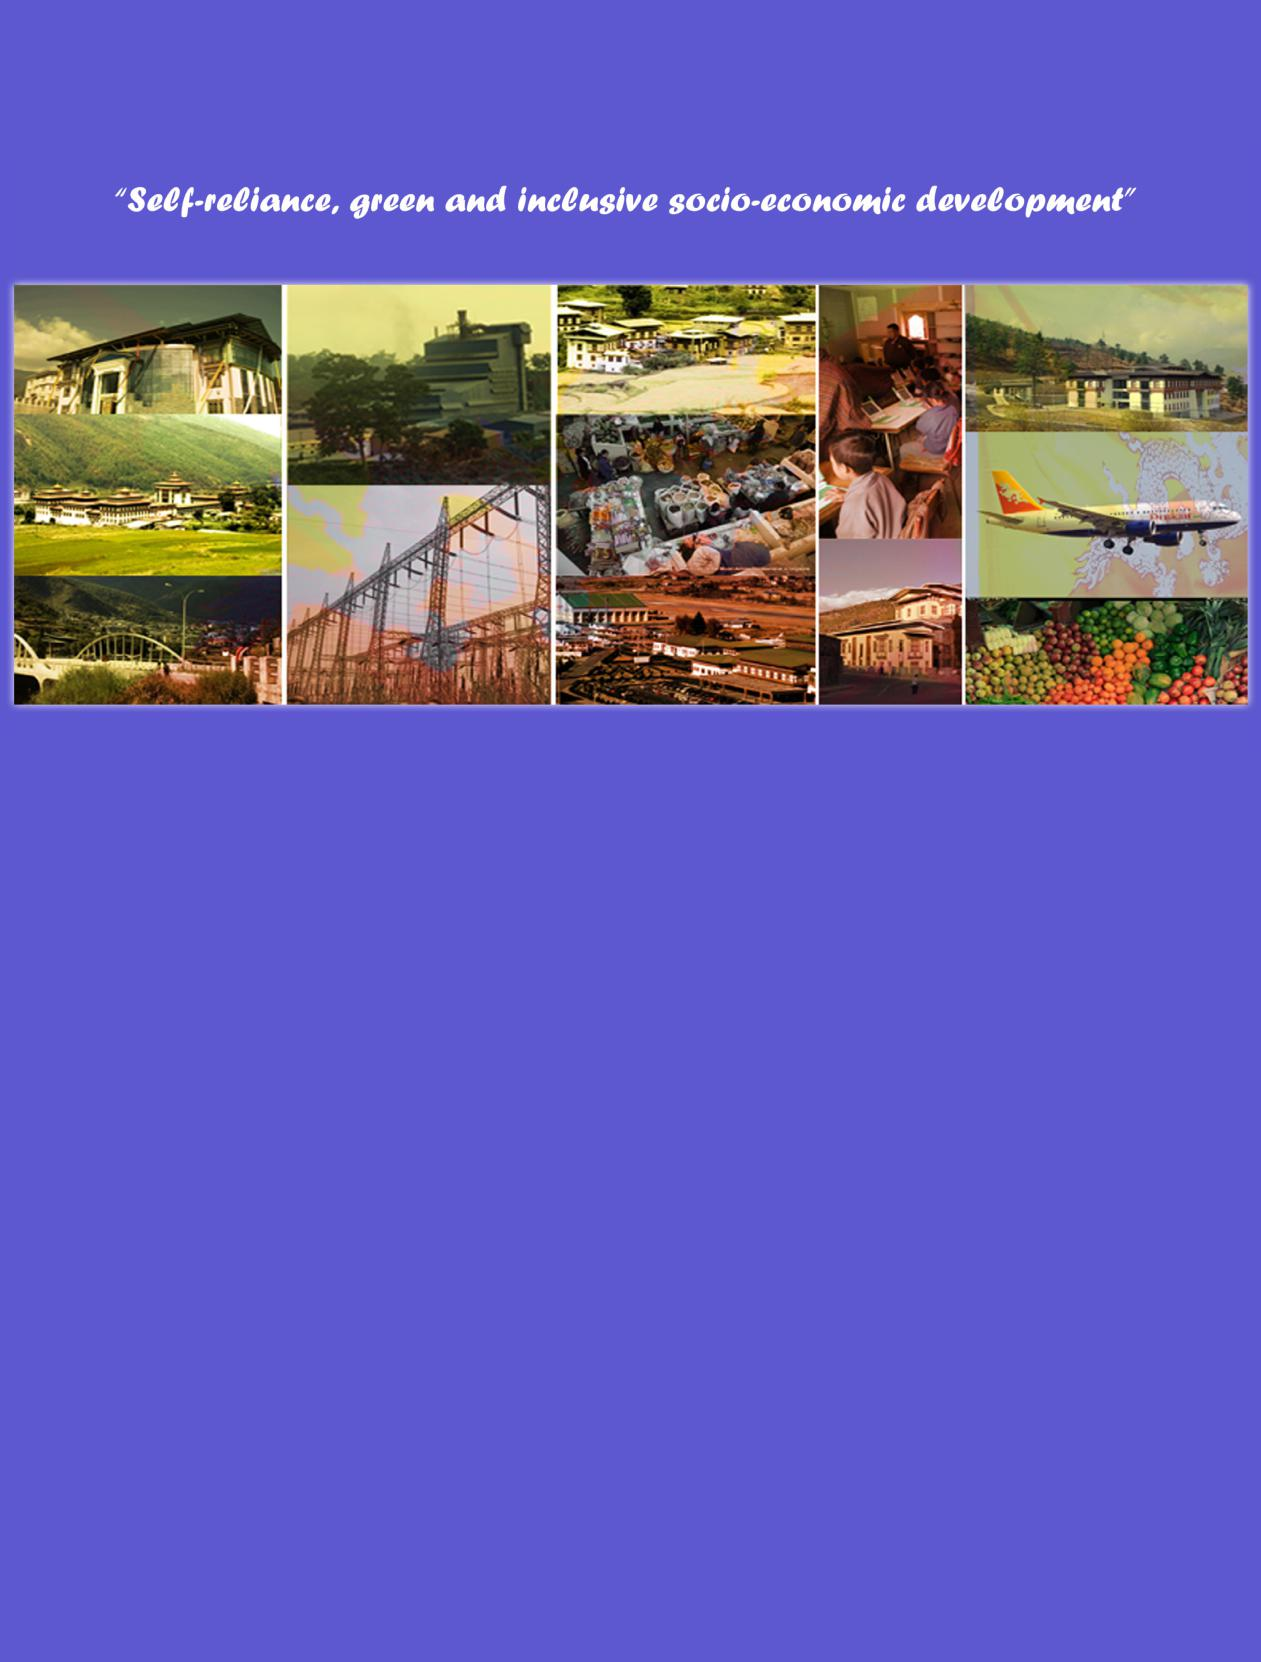 “Self-reliance, green and inclusive socio-economic development”